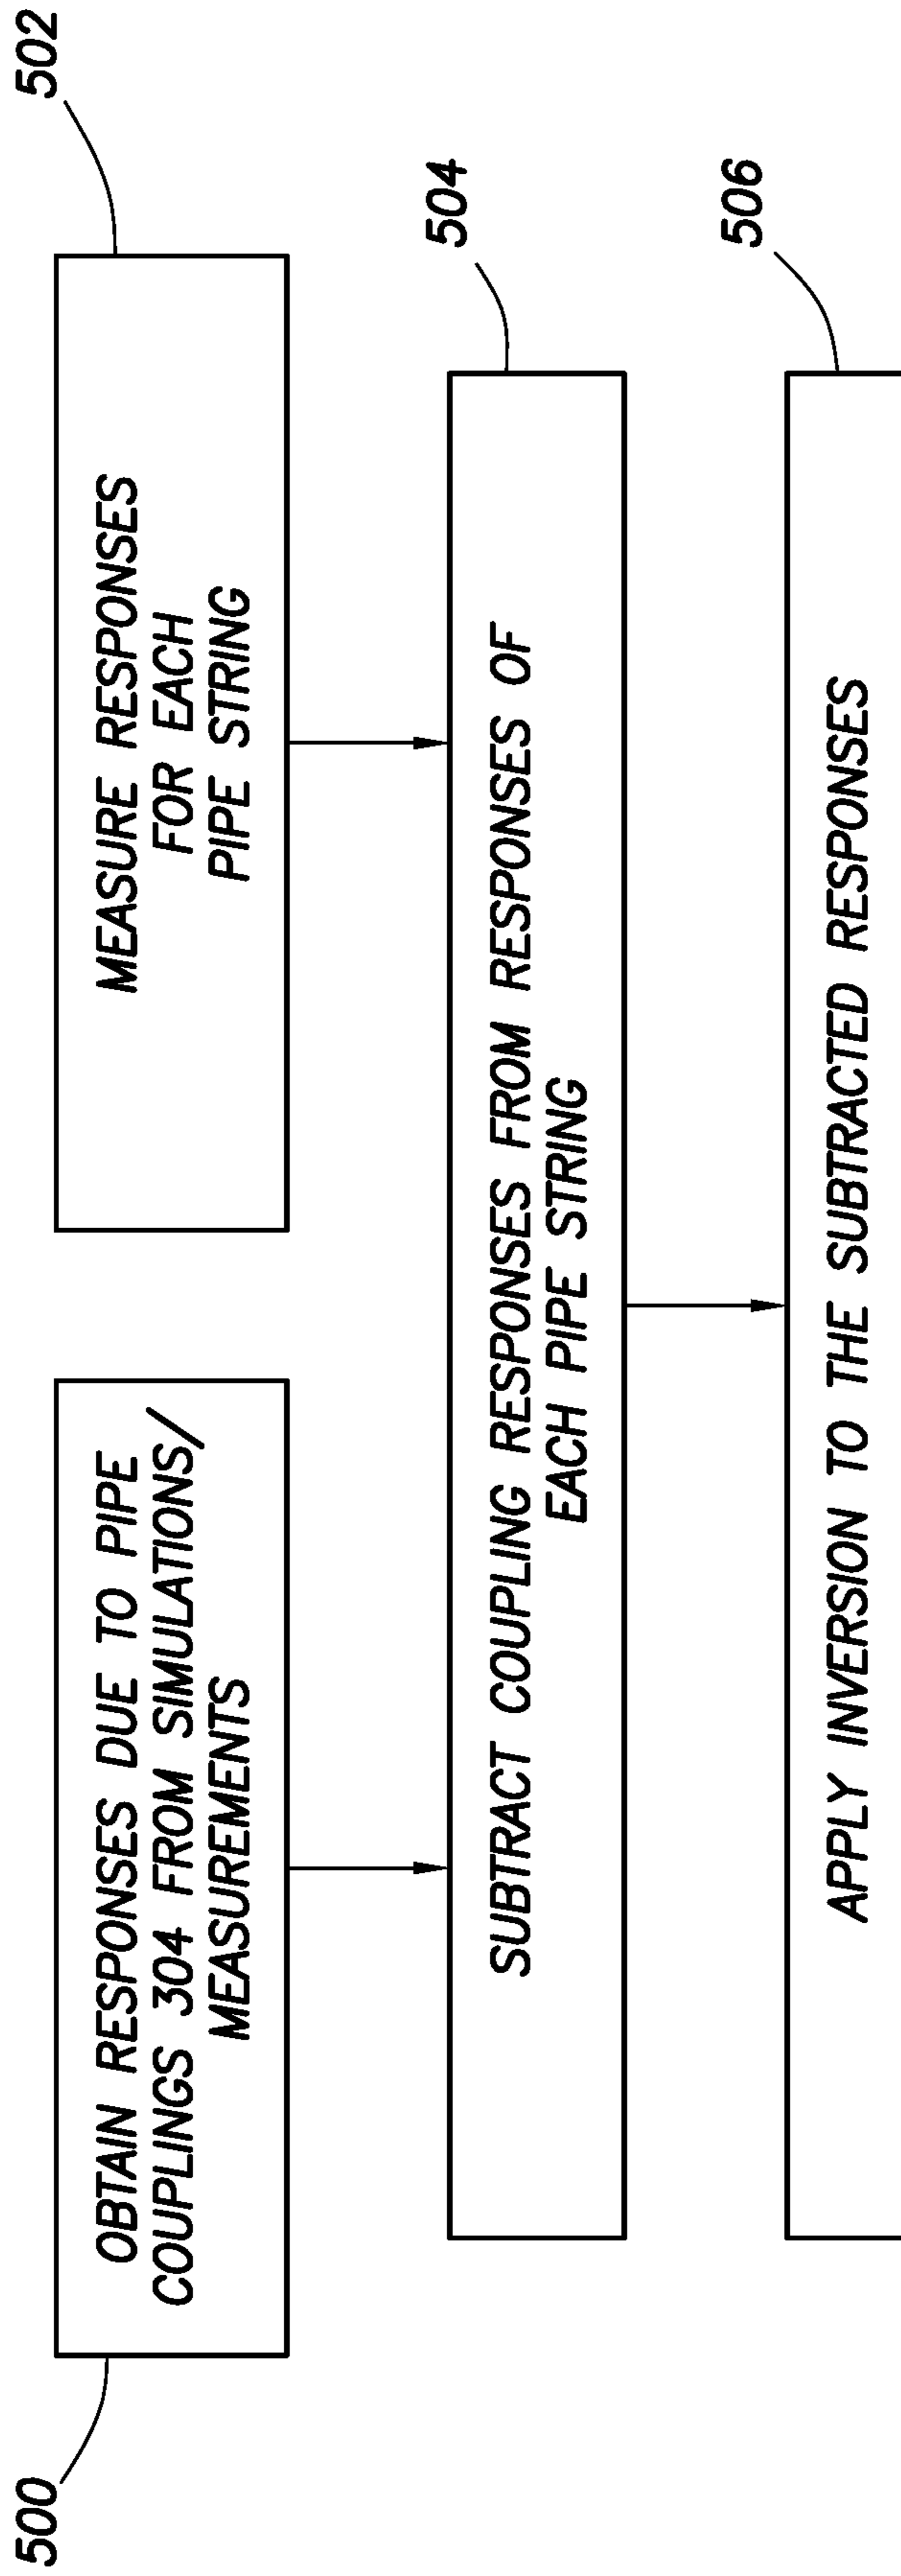 500
OBTAIN RESPONSES DUE TO PIPE
COUPLINGS 304 FROM SIMULATIONS/
MEASUREMENTS
502
MEASURE RESPONSES
FOR EACH
PIPE STRING
504
SUBTRACT COUPLING RESPONSES FROM RESPONSES OF
EACH PIPE STRING
506
APPLY INVERSION TO THE SUBTRACTED RESPONSES